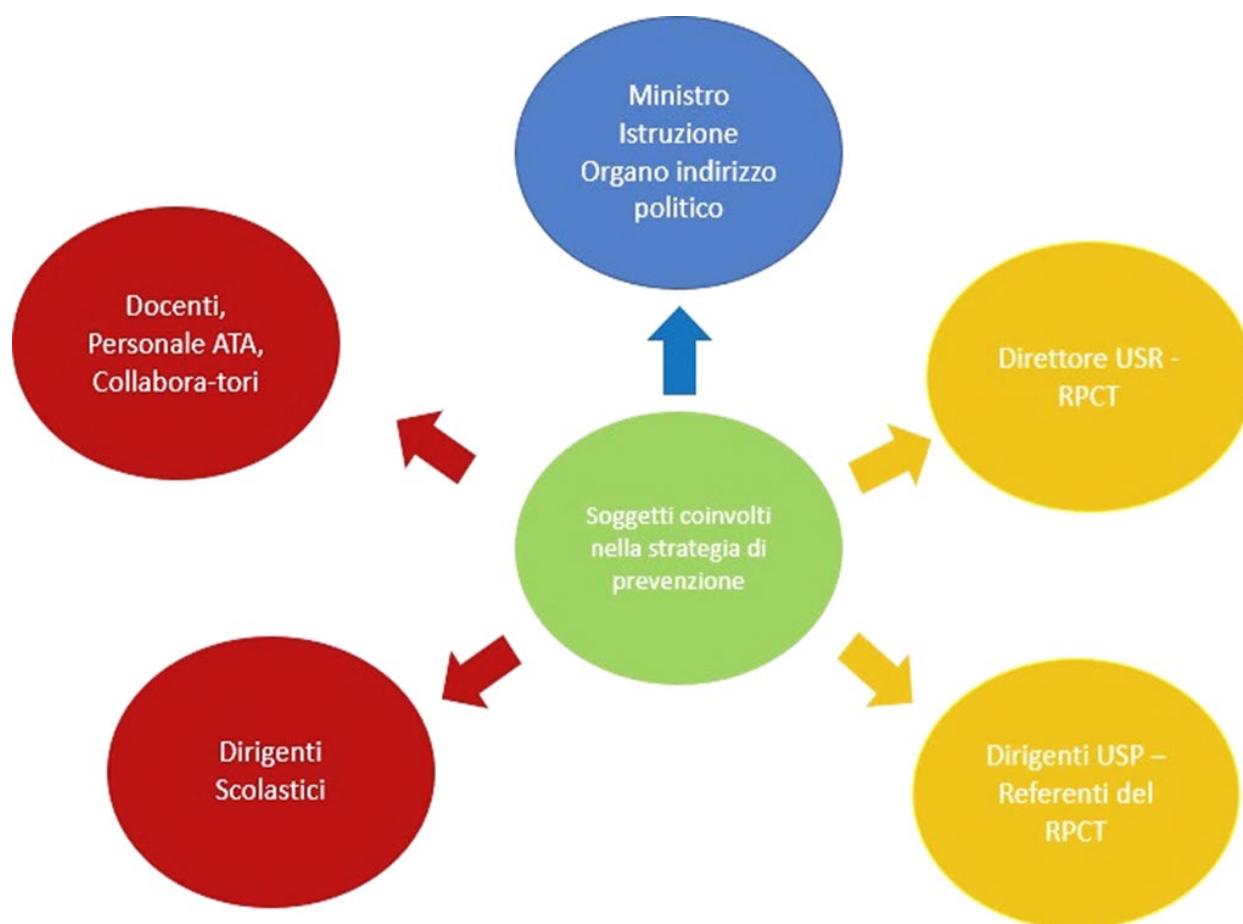 Ministro
Istruzione
Organo indirizzo
politico
Docenti,
Personale ATA,
Collabora-tori
Direttore USR -
RPCT
Soggetti coinvolti
nella strategia di
prevenzione
Dirigenti
Scolastici
Dirigenti USP –
Referenti del
RPCT